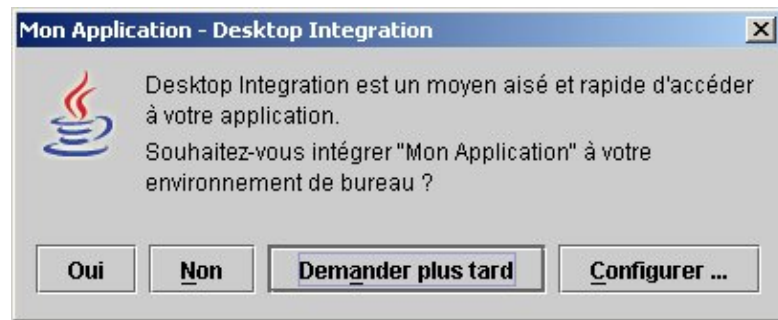 Mon Application - Desktop Integration
Desktop Integration est un moyen aisé et rapide d'accéder
à votre application.
Souhaitez-vous intégrer "Mon Application" à votre
environnement de bureau ?
Oui Non Demander plus tard Configurer ...